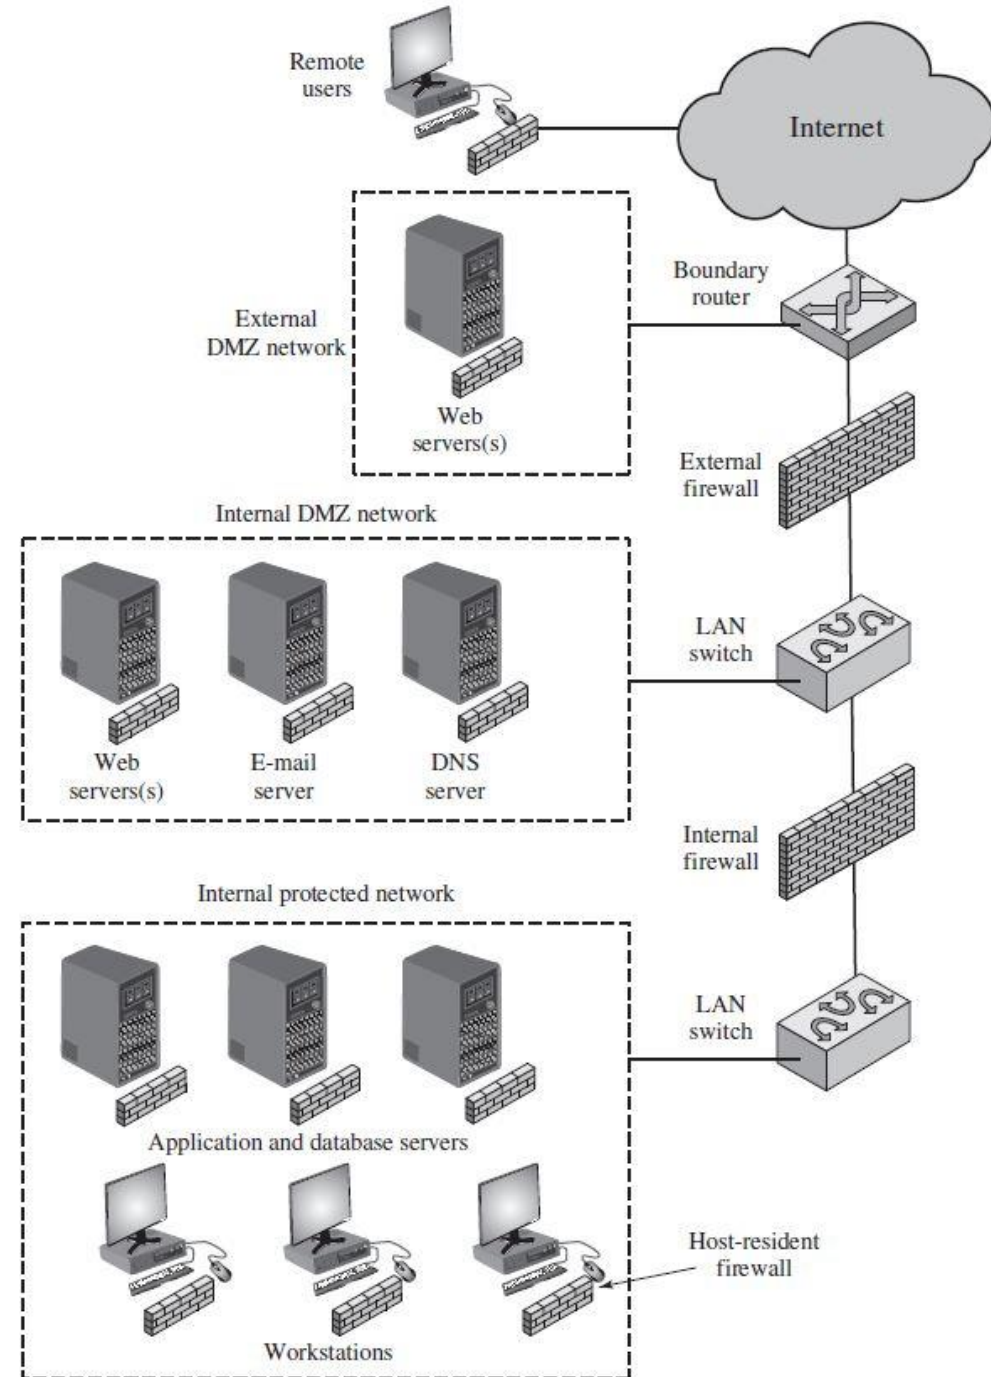 Remote
users
Internet
Boundary
router
External
DMZ network
Web
servers(s)
External
firewall
Internal DMZ network
LAN
switch
Web
servers(s)
E-mail
server
DNS
server
Internal
firewall
Internal protected network
LAN
switch
Application and database servers
Host-resident
firewall
Workstations